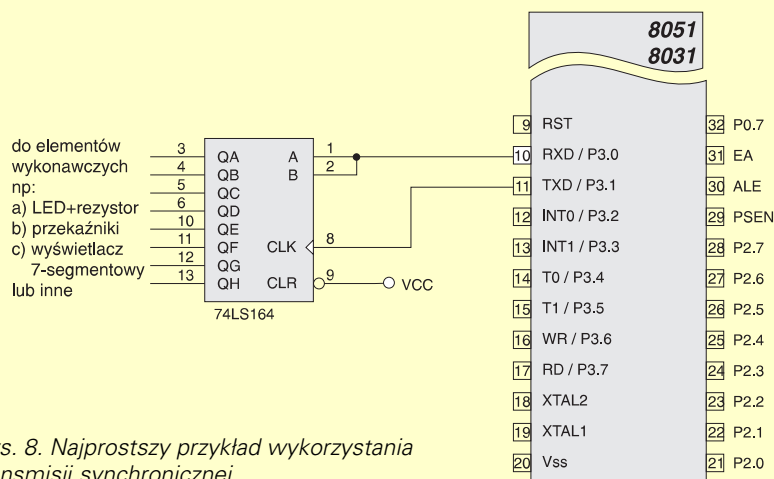 8051
8031
do elementów
wykonawczych
np:
a) LED+rezystor
b) przekaźniki
c) wyświetlacz
7-segmentowy
lub inne
3 QA A 1
4 QB B 2
5 QC
6 QD
10 QE
11 QF CLK 8
12 QG
13 QH CLR 9 VCC
74LS164
9 RST 32 P0.7
10 RXD / P3.0 31 EA
11 TXD / P3.1 30 ALE
12 INT0 / P3.2 29 PSEN
13 INT1 / P3.3 28 P2.7
14 T0 / P3.4 27 P2.6
15 T1 / P3.5 26 P2.5
16 WR / P3.6 25 P2.4
17 RD / P3.7 24 P2.3
18 XTAL2 23 P2.2
19 XTAL1 22 P2.1
20 Vss 21 P2.0
s. 8. Najprostszy przykład wykorzystania
nsmisji synchronicznej